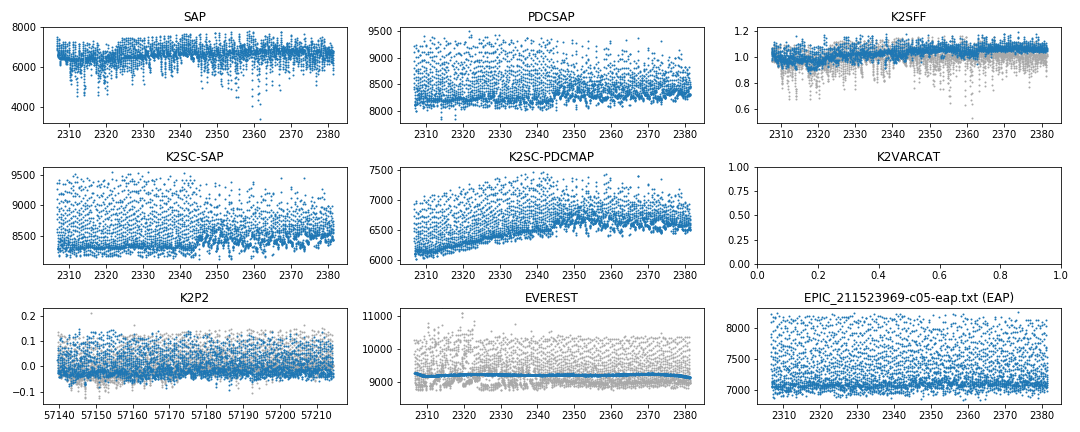 SAP
8000
6000
4000
2310 2320 2330 2340 2350 2360 2370 2380
PDCSAP
9500
9000
8500
8000
2310 2320 2330 2340 2350 2360 2370 2380
K2SFF
1.2
1.0
0.8
0.6
2310 2320 2330 2340 2350 2360 2370 2380
K2SC-SAP
9500
9000
8500
2310 2320 2330 2340 2350 2360 2370 2380
K2SC-PDCMAP
7500
7000
6500
6000
2310 2320 2330 2340 2350 2360 2370 2380
K2VARCAT
1.00
0.75
0.50
0.25
0.00
0.0 0.2 0.4 0.6 0.8 1.0
K2P2
0.2
0.1
0.0
−0.1
57140 57150 57160 57170 57180 57190 57200 57210
EVEREST
11000
10000
9000
2310 2320 2330 2340 2350 2360 2370 2380
EPIC_211523969-c05-eap.txt (EAP)
8000
7500
7000
2310 2320 2330 2340 2350 2360 2370 2380